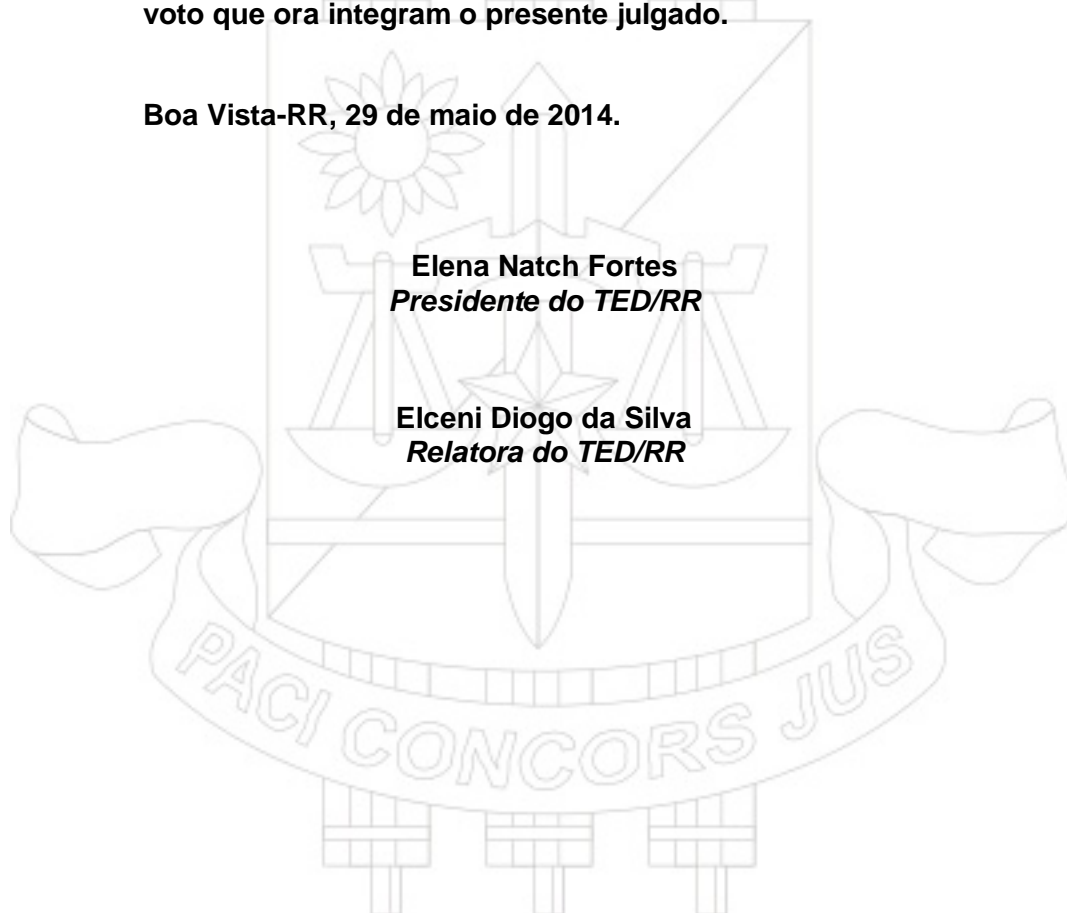 voto que ora integram o presente julgado.
Boa Vista-RR, 29 de maio de 2014.
Elena Natch Fortes
Presidente do TED/RR
Elceni Diogo da Silva
Relatora do TED/RR
PACI CONCORS JUS